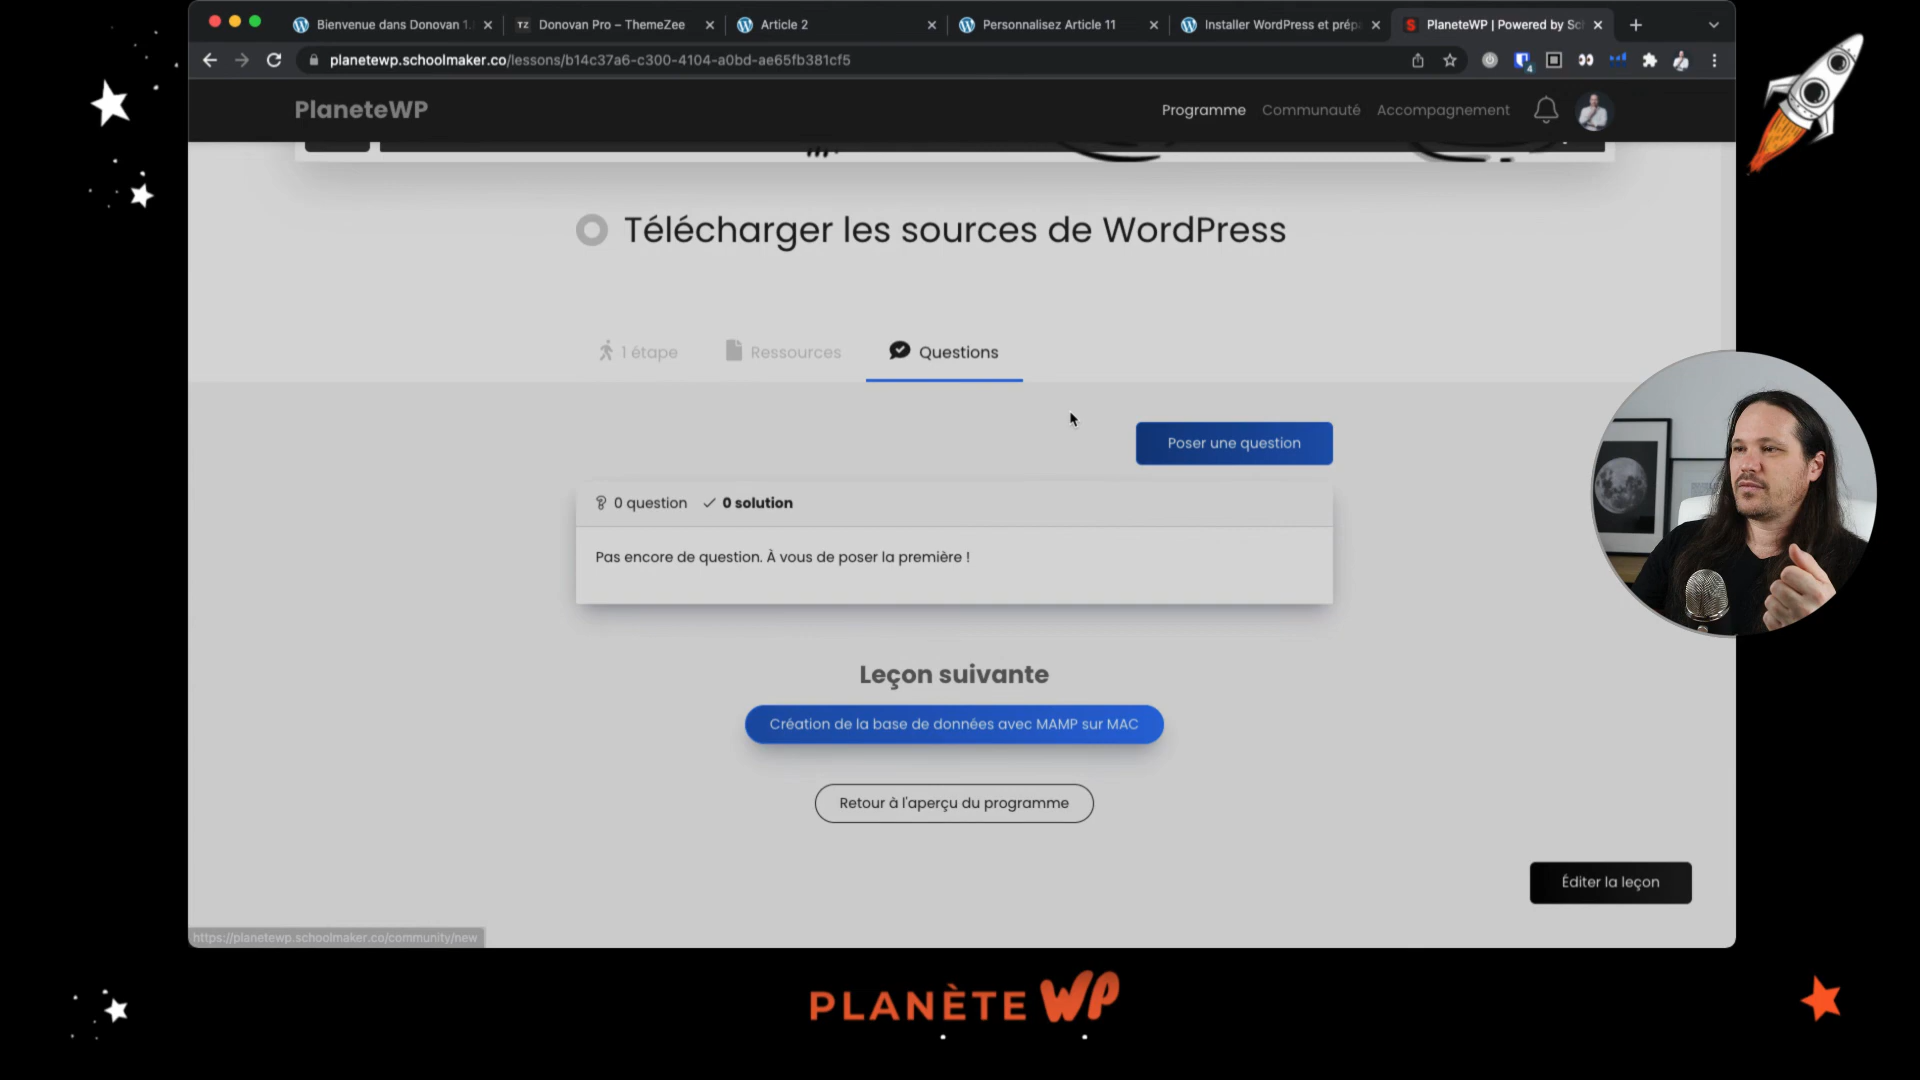 Bienvenue dans Donovan 1.
TZ Donovan Pro – ThemeZee
Article 2
Personnalisez Article 11
Installer WordPress et prépa
S PlaneteWP | Powered by Sc
planetewp.schoolmaker.co/lessons/b14c37a6-c300-4104-a0bd-ae65fb381cf5
4
PlaneteWP
Programme
Communauté
Accompagnement
Télécharger les sources de WordPress
1 étape
Ressources
Questions
Poser une question
0 question
0 solution
Pas encore de question. À vous de poser la première !
Leçon suivante
Création de la base de données avec MAMP sur MAC
Retour à l'aperçu du programme
Éditer la leçon
https://planetewp.schoolmaker.co/community/new
PLANÈTE WP